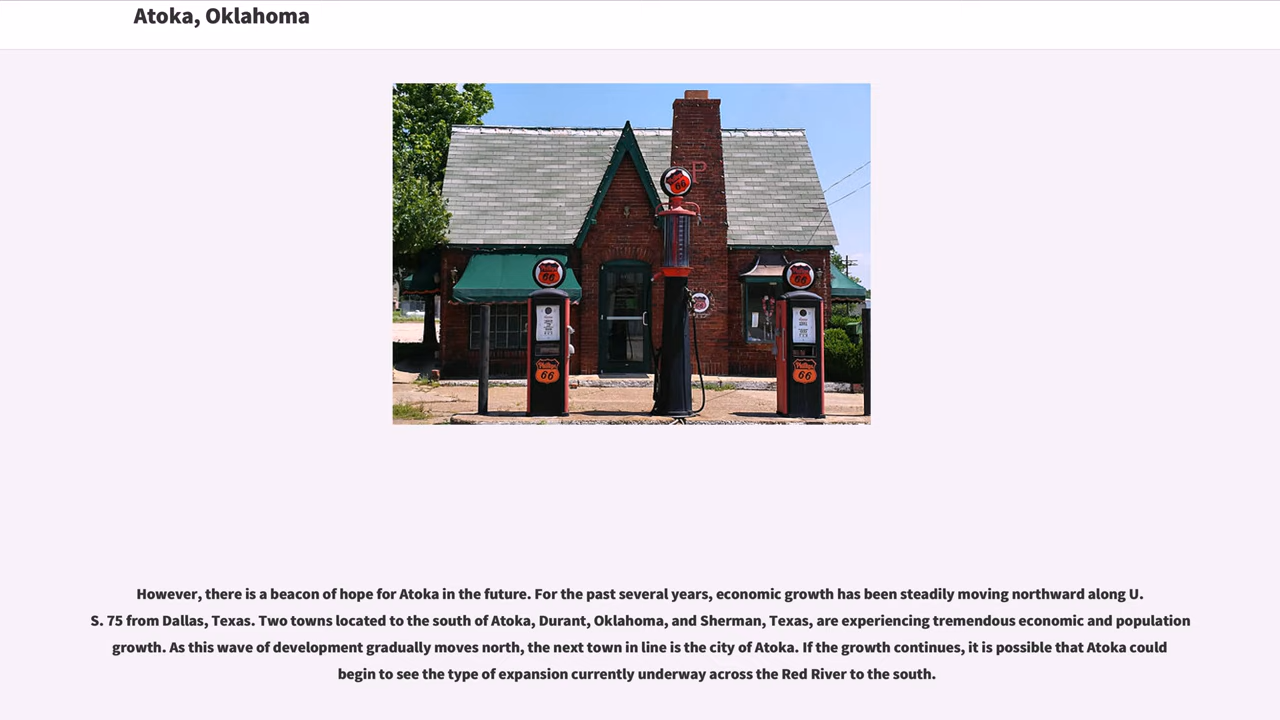 Atoka, Oklahoma
P
66
66
66
Phillips
66
Phillips
66
However, there is a beacon of hope for Atoka in the future. For the past several years, economic growth has been steadily moving northward along U.
S. 75 from Dallas, Texas. Two towns located to the south of Atoka, Durant, Oklahoma, and Sherman, Texas, are experiencing tremendous economic and population
growth. As this wave of development gradually moves north, the next town in line is the city of Atoka. If the growth continues, it is possible that Atoka could
begin to see the type of expansion currently underway across the Red River to the south.